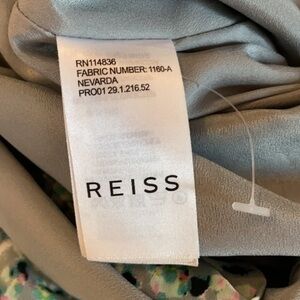 RN114836
FABRIC NUMBER: 1160-A
NEVARDA
PRO01 29.1.216.52
REISS